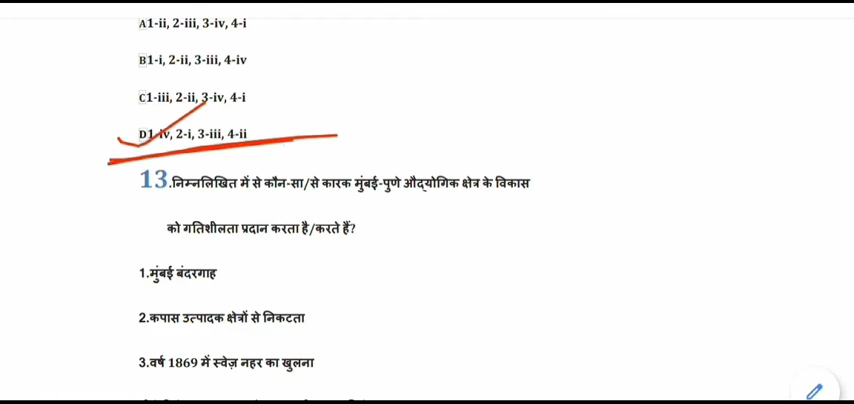 A1-ii, 2-iii, 3-iv, 4-i
B1-i, 2-ii, 3-iii, 4-iv
C1-iii, 2-ii, 3-iv, 4-i
D1-iv, 2-i, 3-iii, 4-ii
13.निम्नलिखित में से कौन-सा/से कारक मुंबई-पुणे औद्योगिक क्षेत्र के विकास
को गतिशीलता प्रदान करता है/करते हैं?
1.मुंबई बंदरगाह
2.कपास उत्पादक क्षेत्रों से निकटता
3.वर्ष 1869 में स्वेज़ नहर का खुलना